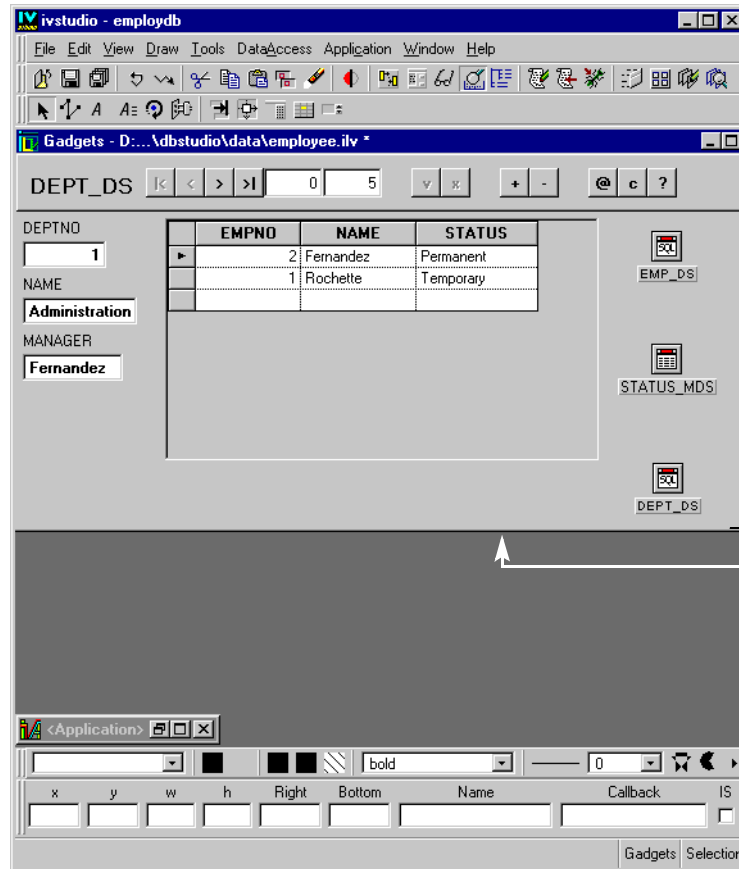 ivstudio - employdb
File Edit View Draw Tools DataAccess Application Window Help
A A
Gadgets - D:...\dbstudio\data\employee.ilv *
DEPT_DS |< < > >| 0 5 v x + - @ c ?
DEPTNO
1
NAME
Administration
MANAGER
Fernandez
EMPNO NAME STATUS
2 Fernandez Permanent
1 Rochette Temporary
SQL
EMP_DS
STATUS_MDS
SQL
DEPT_DS
<Application>
bold 0
x y w h Right Bottom Name Callback IS
Gadgets Selection